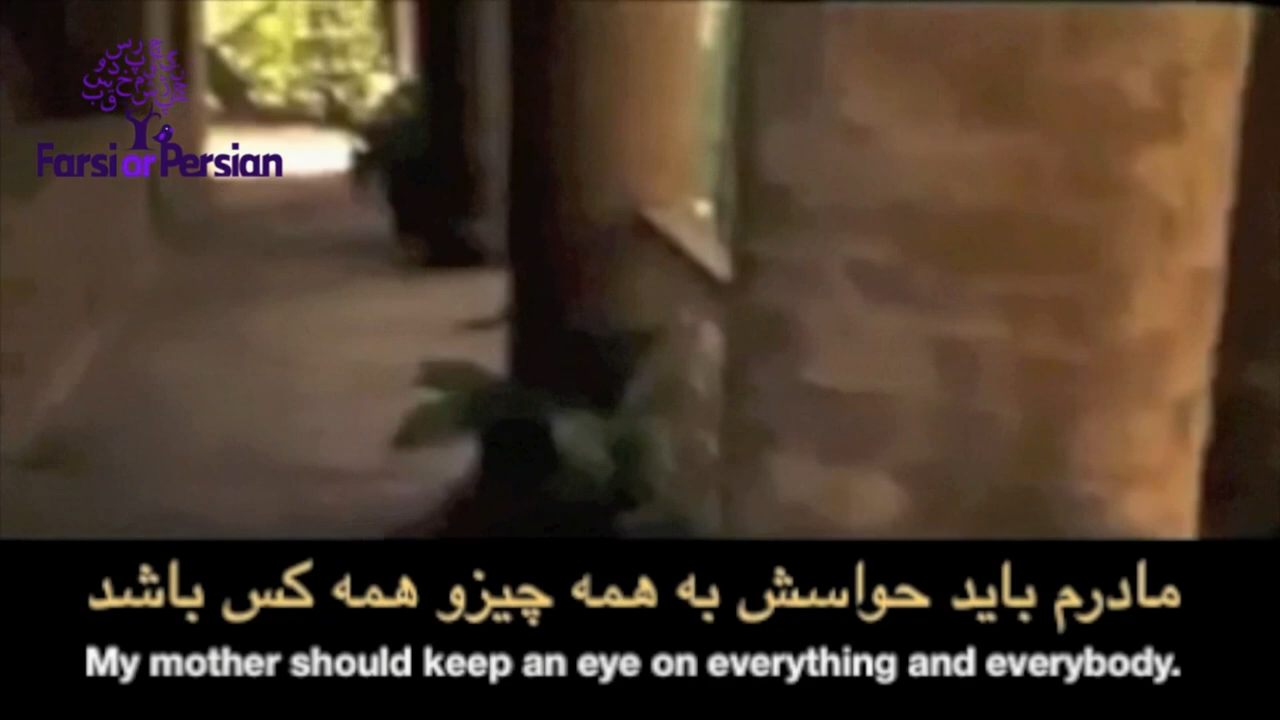 Farsi or Persian
مادرم باید حواسش به همه چیزو همه کس باشد
My mother should keep an eye on everything and everybody.